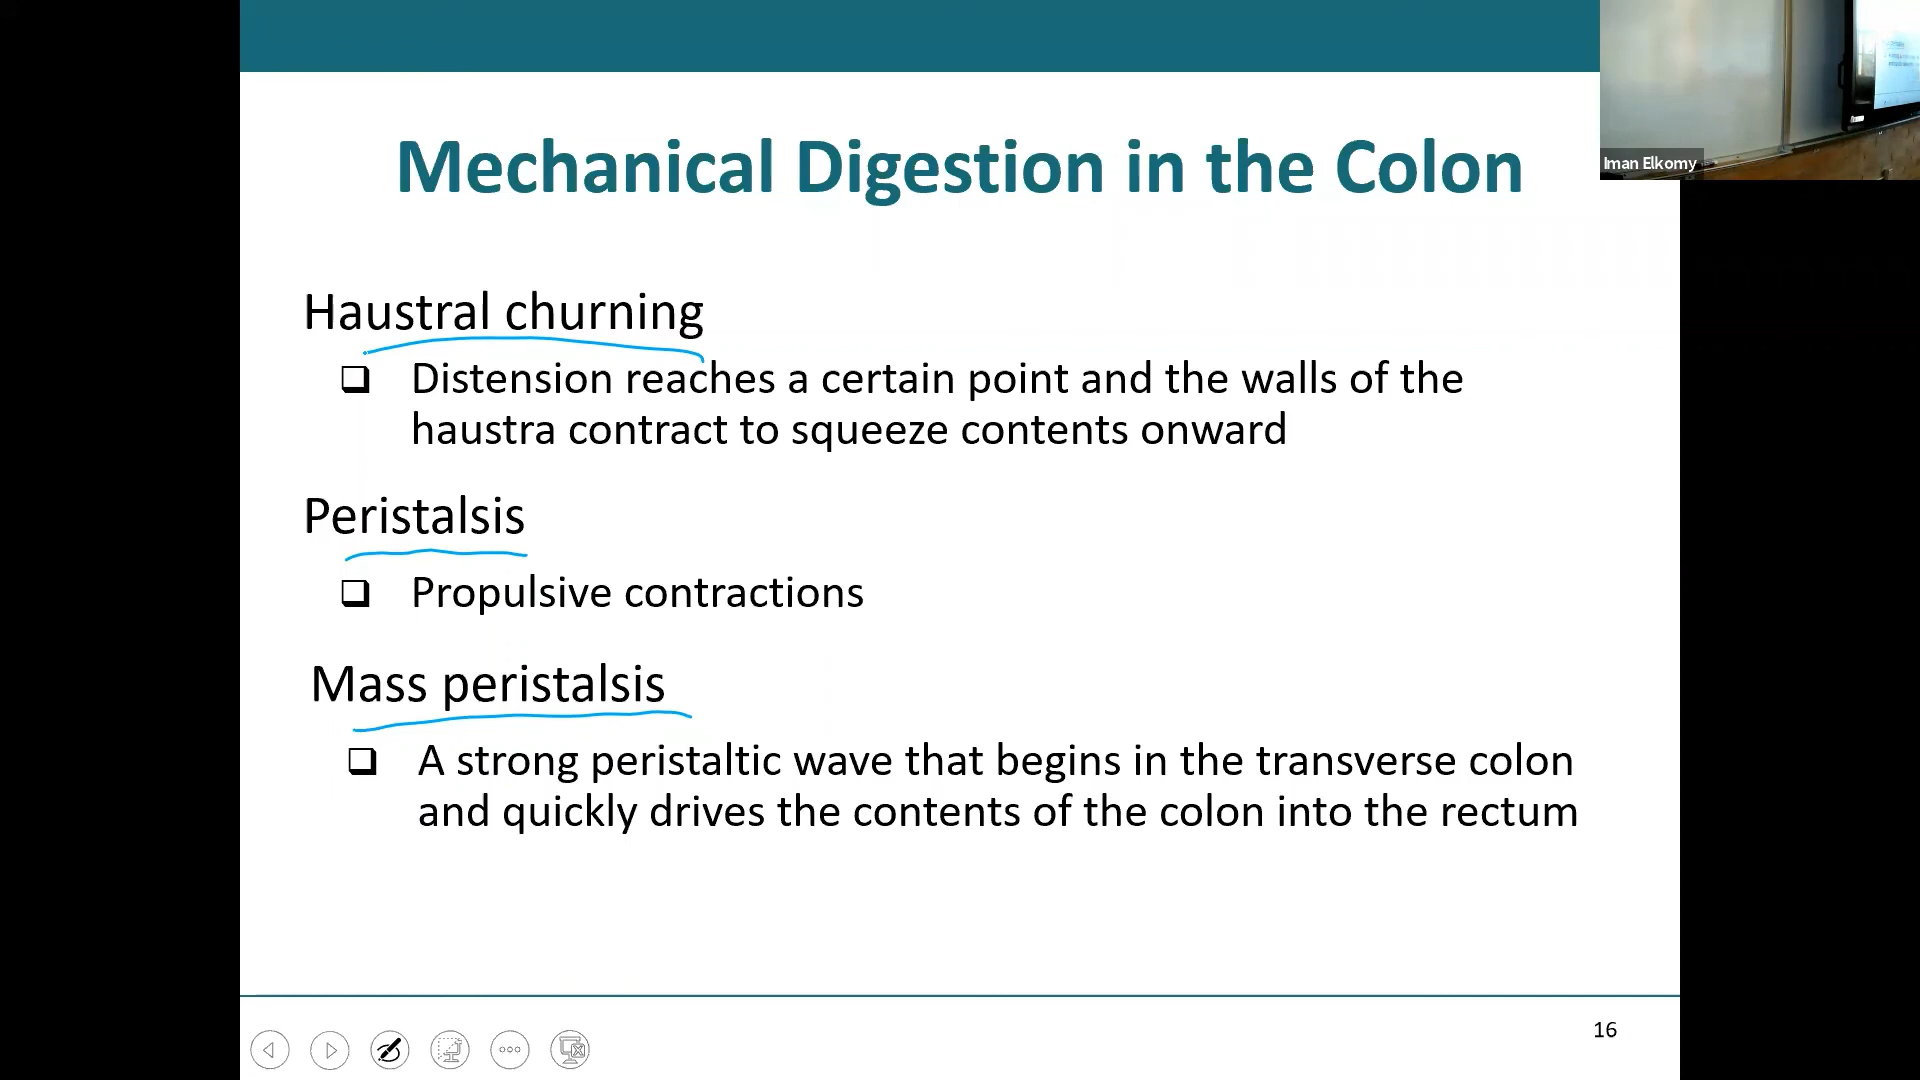 Mechanical Digestion in the Colon
Iman Elkomy
Haustral churning
❑ Distension reaches a certain point and the walls of the
haustra contract to squeeze contents onward
Peristalsis
❑ Propulsive contractions
Mass peristalsis
❑ A strong peristaltic wave that begins in the transverse colon
and quickly drives the contents of the colon into the rectum
16